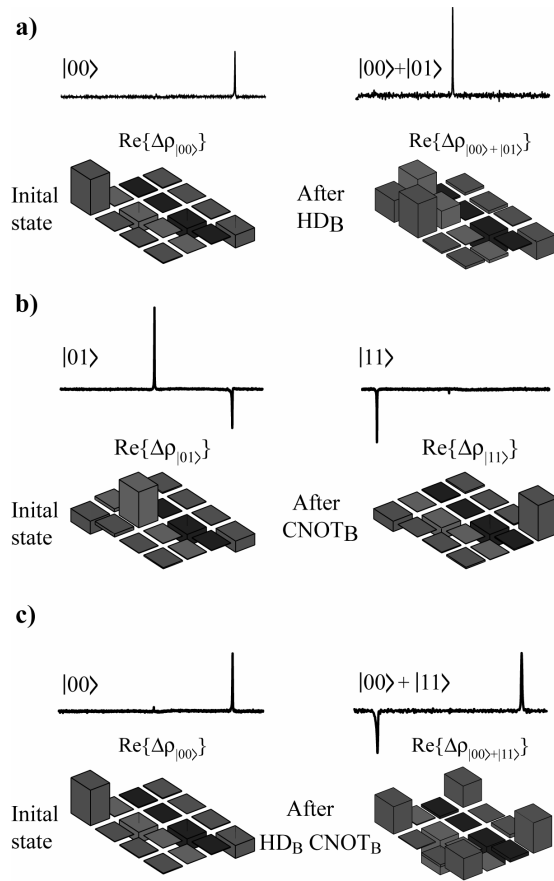 a)
|00⟩
|00⟩+|01⟩
Re{Δρ|00⟩}
Re{Δρ|00⟩+|01⟩}
Inital
state
After
HDB
b)
|01⟩
|11⟩
Re{Δρ|01⟩}
Re{Δρ|11⟩}
Inital
state
After
CNOTB
c)
|00⟩
|00⟩ + |11⟩
Re{Δρ|00⟩}
Re{Δρ|00⟩+|11⟩}
Inital
state
After
HDB CNOTB